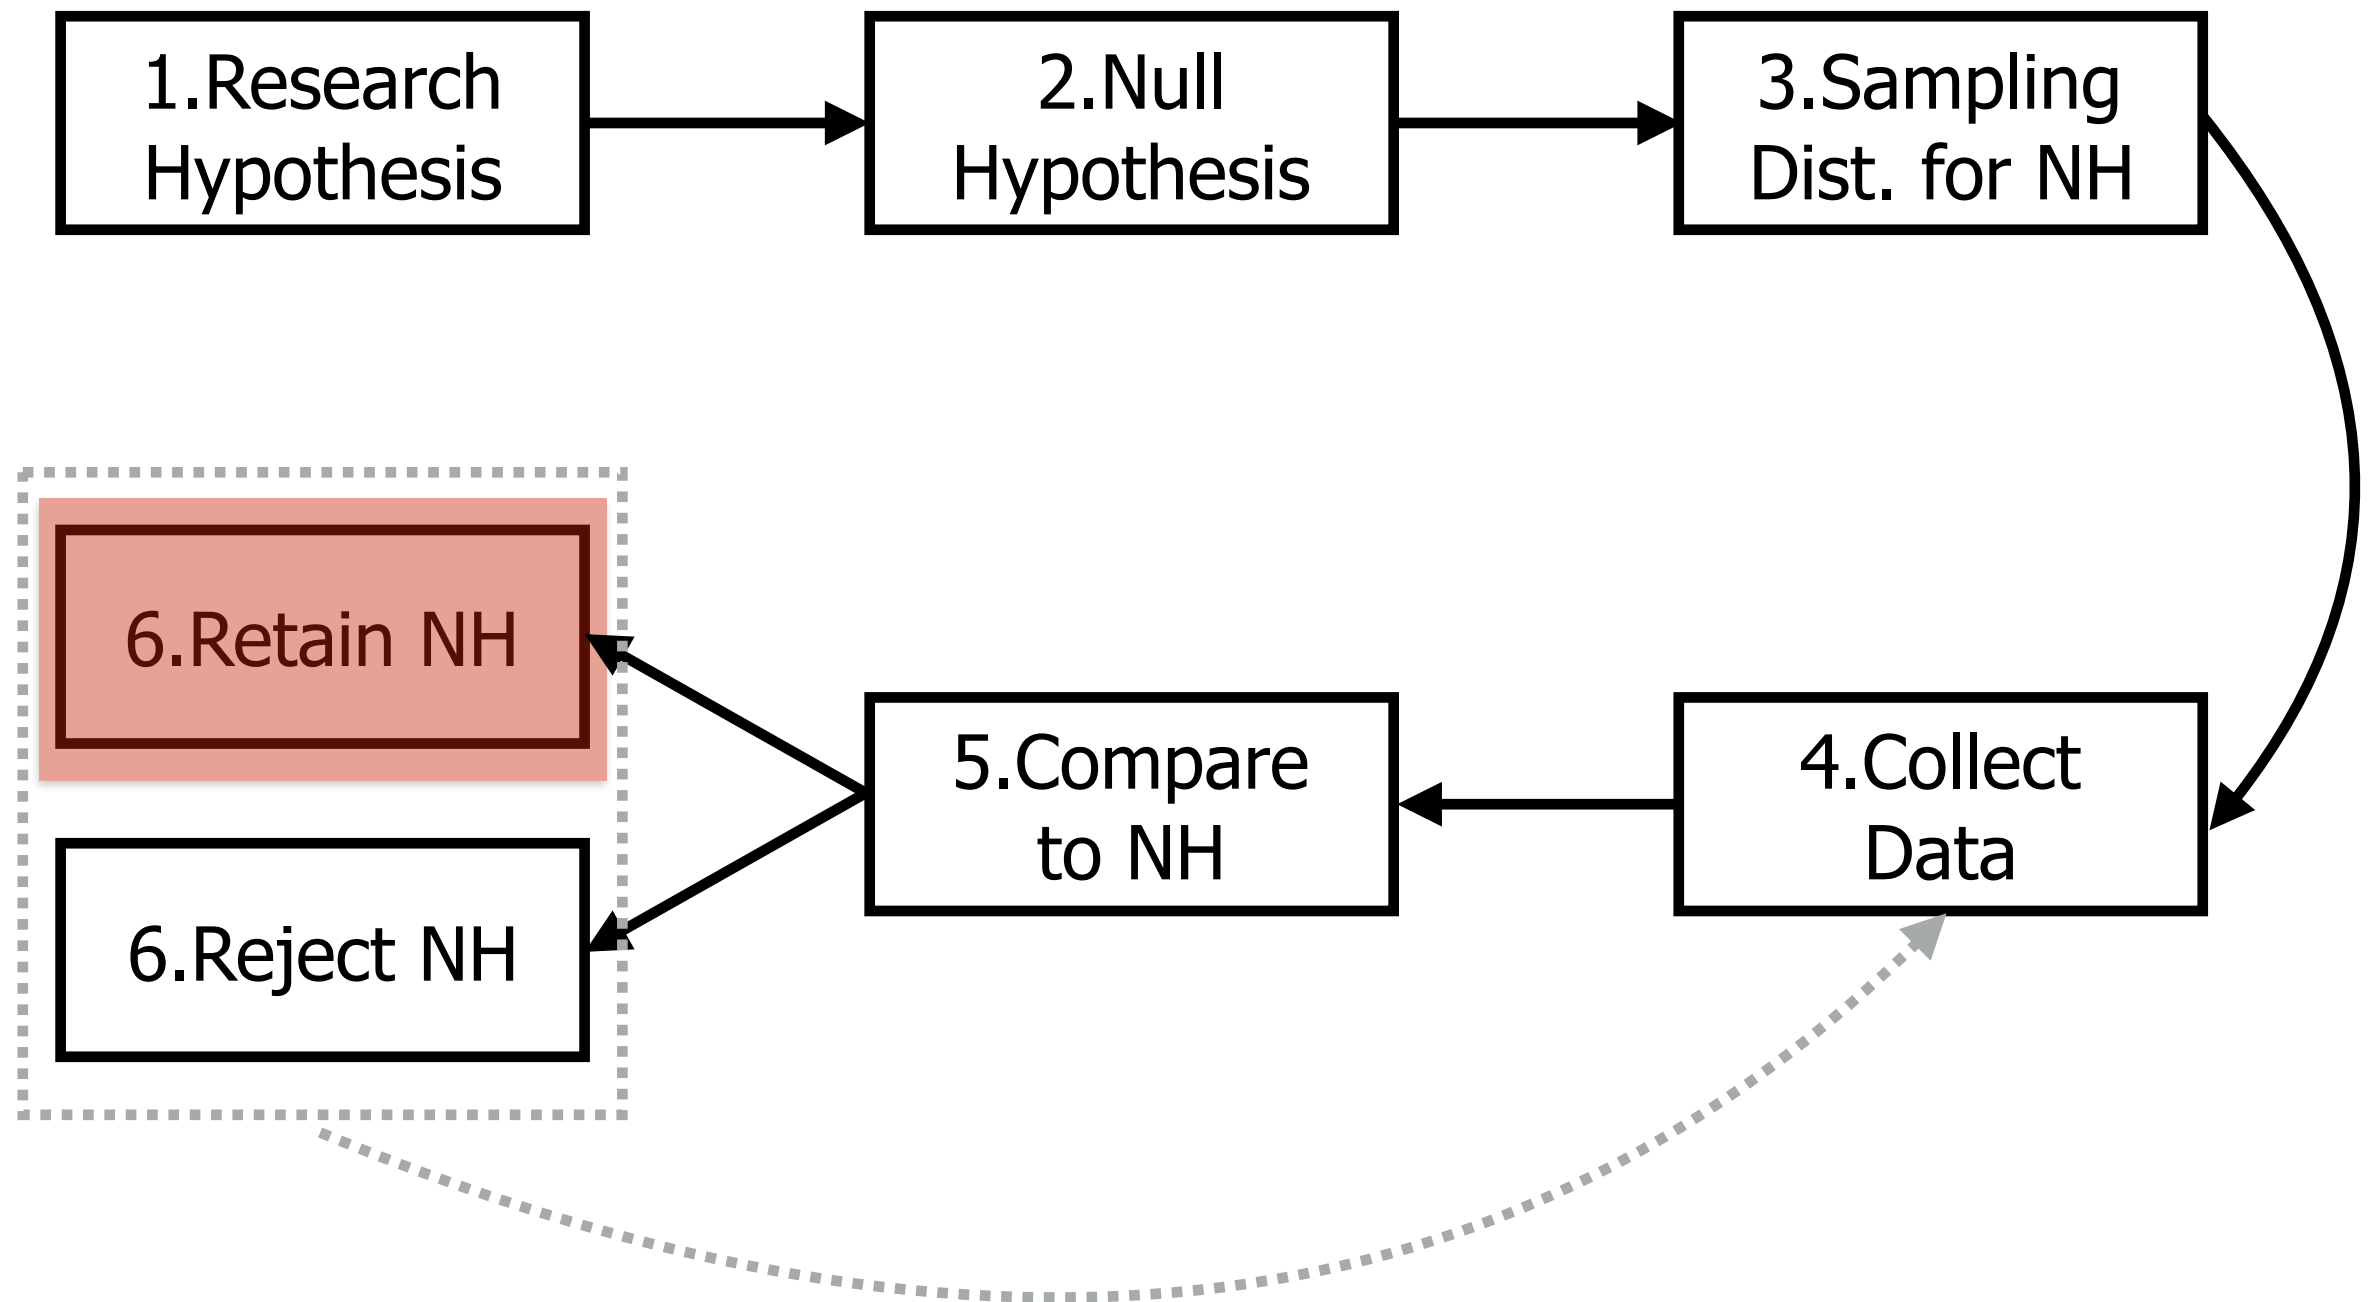 1.Research
Hypothesis
2.Null
Hypothesis
3.Sampling
Dist. for NH
4.Collect
Data
5.Compare
to NH
6.Retain NH
6.Reject NH